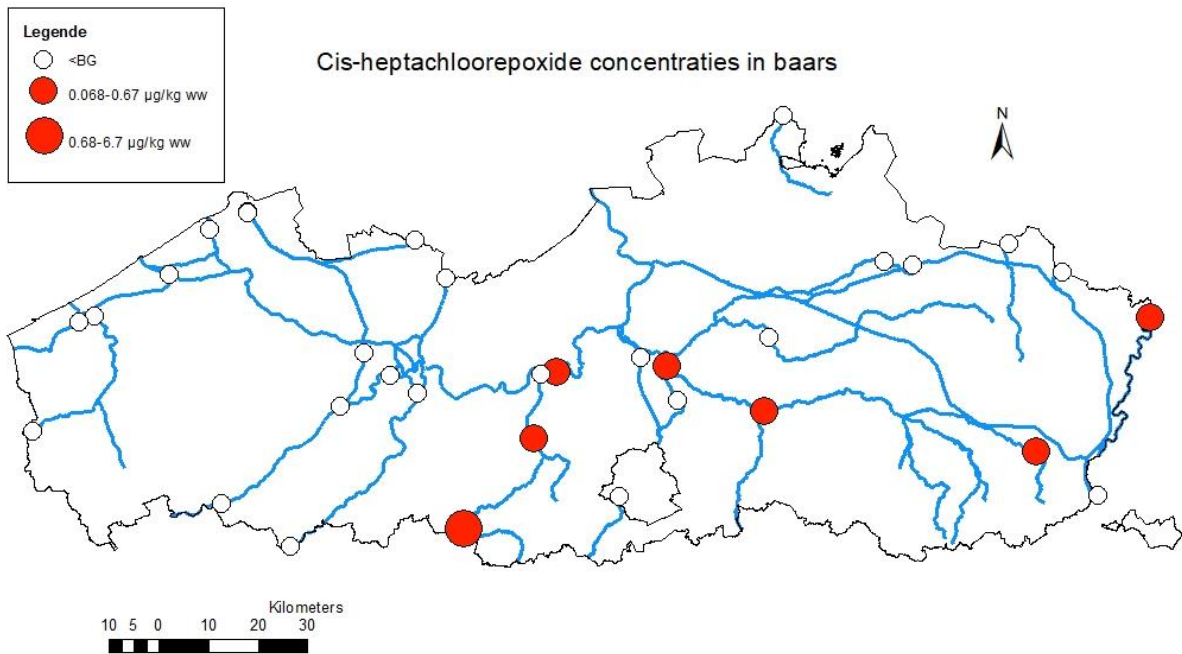 Legende
<BG
0.068-0.67 µg/kg ww
0.68-6.7 µg/kg ww
Cis-heptachloorepoxide concentraties in baars
N
Kilometers
10 5 0 10 20 30